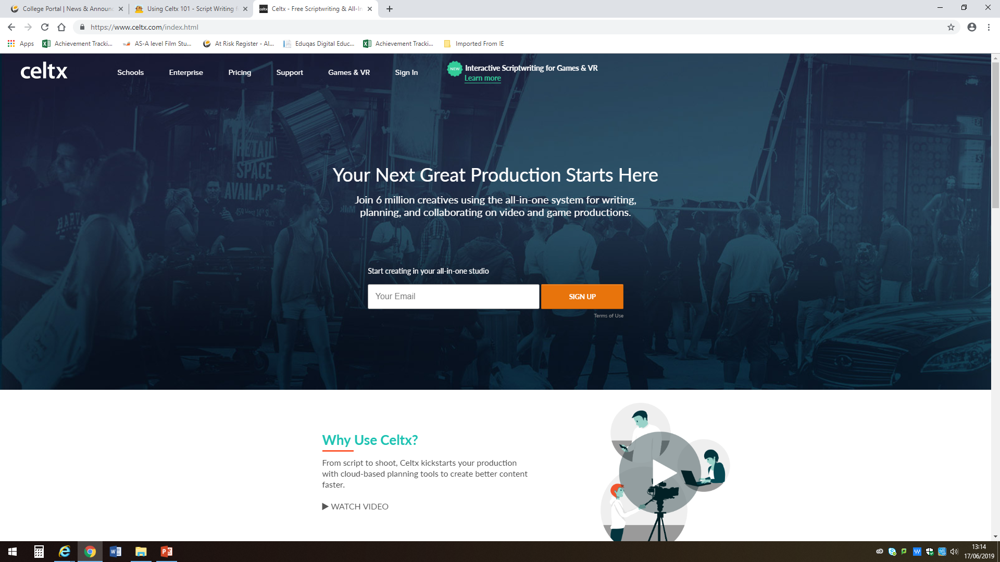 College Portal | News & Announc
Using Celtx 101 - Script Writing f
celtx
Celtx - Free Scriptwriting & All-In
https://www.celtx.com/index.html
Apps
Achievement Tracki...
AS-A level Film Stu...
At Risk Register - Al...
Eduqas Digital Educ...
Achievement Tracki...
Imported From IE
celtx
Schools
Enterprise
Pricing
Support
Games & VR
Sign In
NEW
Interactive Scriptwriting for Games & VR
Learn more
RETAIL
SPACE
AVAILABLE
HARV
Your Next Great Production Starts Here
Join 6 million creatives using the all-in-one system for writing,
planning, and collaborating on video and game productions.
Start creating in your all-in-one studio
Your Email
SIGN UP
Terms of Use
Why Use Celtx?
From script to shoot, Celtx kickstarts your production
with cloud-based planning tools to create better content
faster.
WATCH VIDEO
13:14
17/06/2019